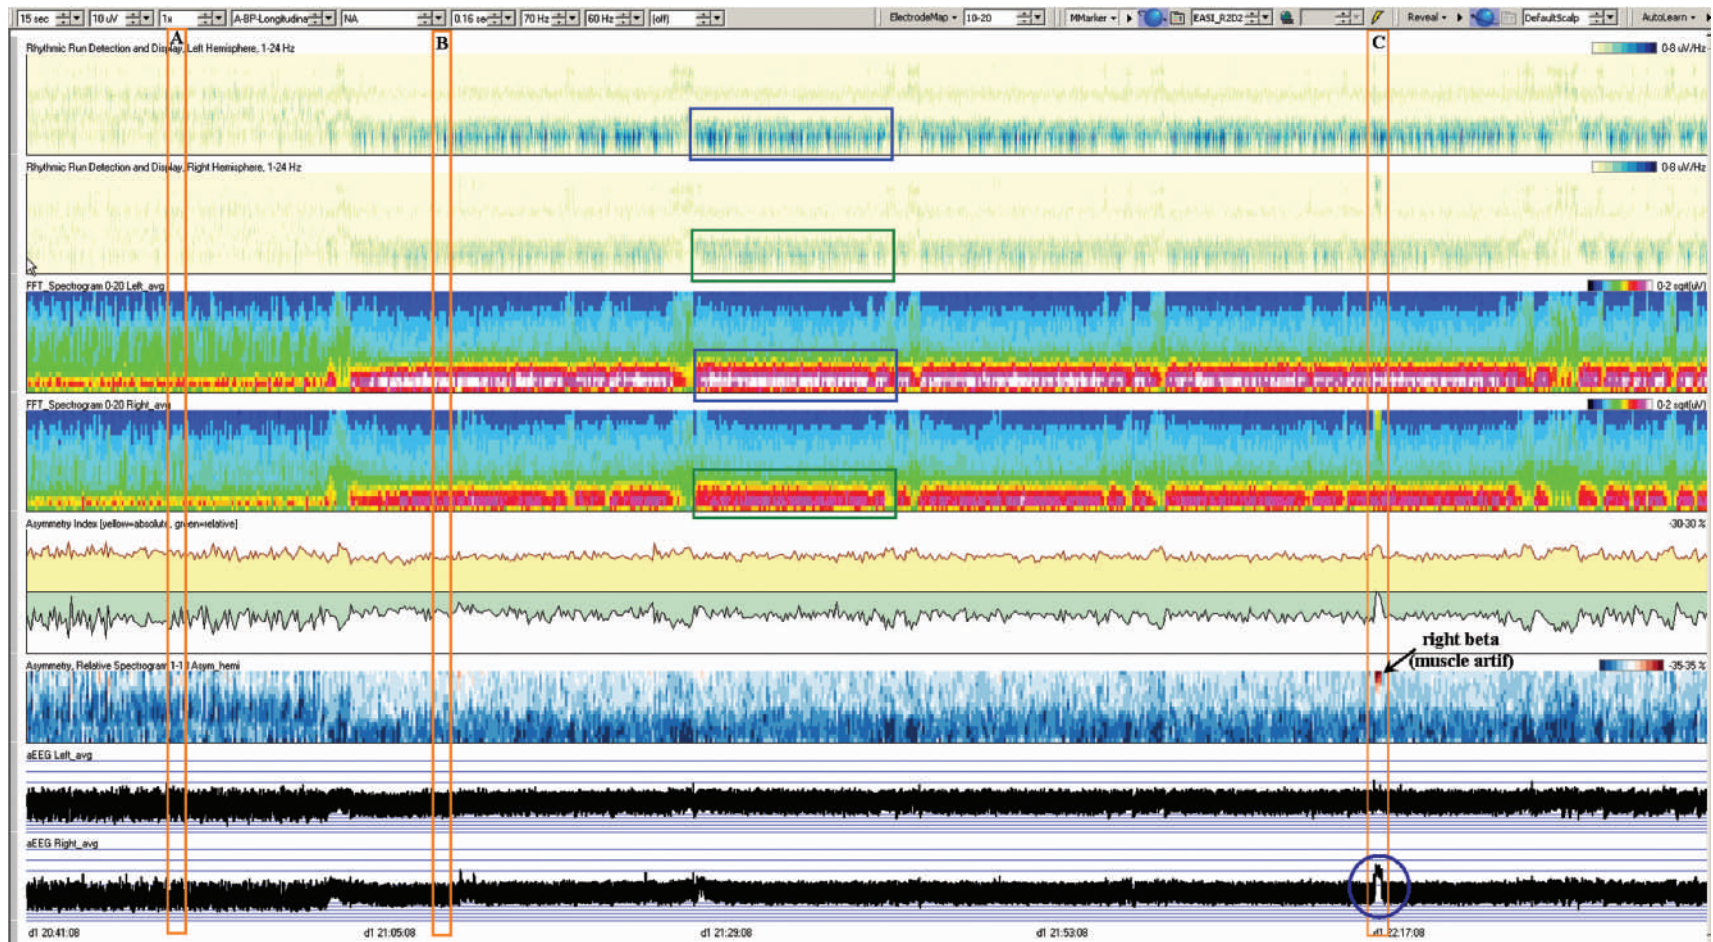 15 sec 10 uV 1x A-BP-Longitudina NA 0.16 se 70 Hz 60 Hz (off) ElectrodeMap 10-20 MMarker EASI_R2D2 Reveal DefaultScalp AutoLearn
A B C
Rhythmic Run Detection and Display, Left Hemisphere, 1-24 Hz 0-8 uV/Hz
Rhythmic Run Detection and Display, Right Hemisphere, 1-24 Hz 0-8 uV/Hz
FFT_Spectrogram 0-20 Left_avg 0-2 sqrt(uV)
FFT_Spectrogram 0-20 Right_avg 0-2 sqrt(uV)
Asymmetry Index [yellow=absolute, green=relative] -30-30 %
right beta
(muscle artif)
Asymmetry, Relative Spectrogram Asym_hemi -35-35 %
aEEG Left_avg
aEEG Right_avg
d1 20:41:08 d1 21:05:08 d1 21:29:08 d1 21:53:08 d1 22:17:08